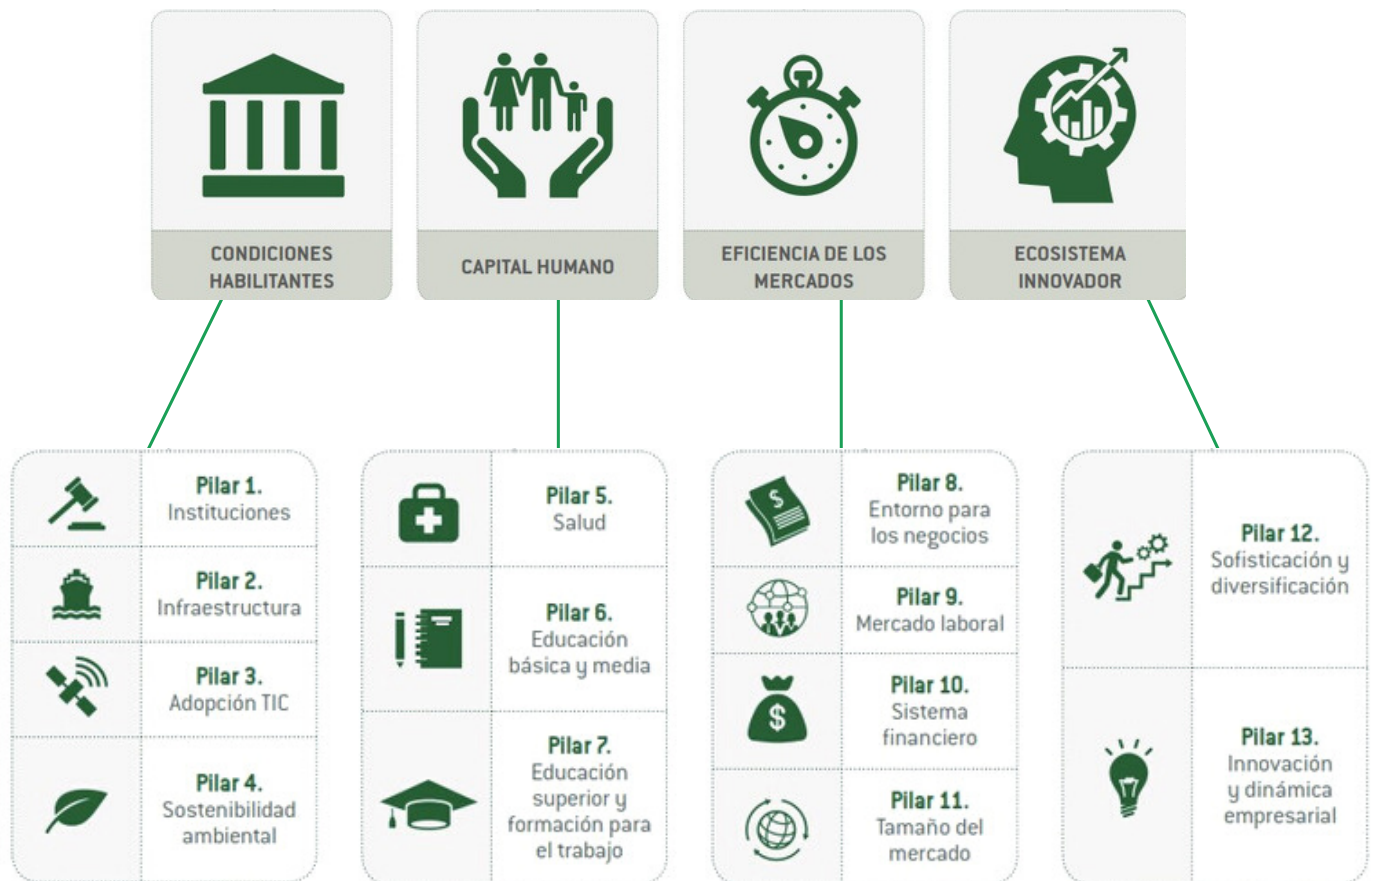 CONDICIONES
HABILITANTES
CAPITAL HUMANO
EFICIENCIA DE LOS
MERCADOS
ECOSISTEMA
INNOVADOR
Pilar 1.
Instituciones
Pilar 2.
Infraestructura
Pilar 3.
Adopción TIC
Pilar 4.
Sostenibilidad
ambiental
Pilar 5.
Salud
Pilar 6.
Educación
básica y media
Pilar 7.
Educación
superior y
formación para
el trabajo
$
Pilar 8.
Entorno para
los negocios
Pilar 9.
Mercado laboral
$
Pilar 10.
Sistema
financiero
Pilar 11.
Tamaño del
mercado
Pilar 12.
Sofisticación y
diversificación
Pilar 13.
Innovación
y dinámica
empresarial